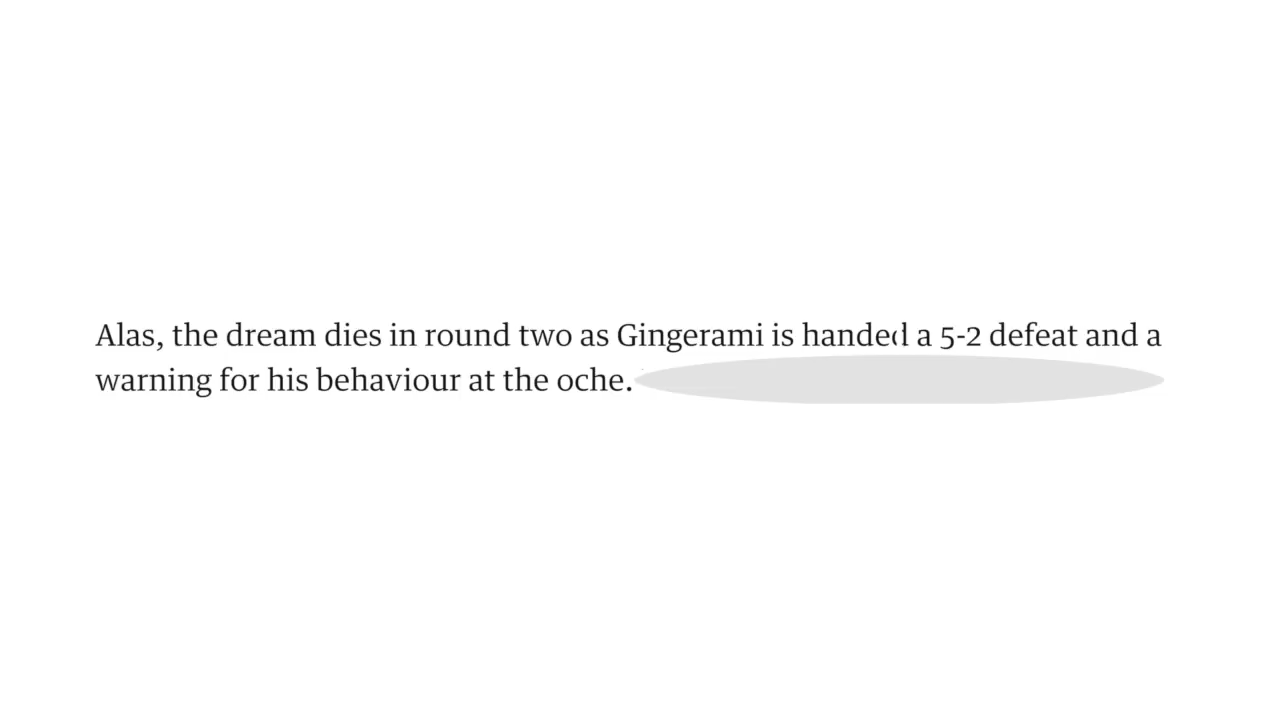 Alas, the dream dies in round two as Gingerami is handed a 5-2 defeat and a
warning for his behaviour at the oche.